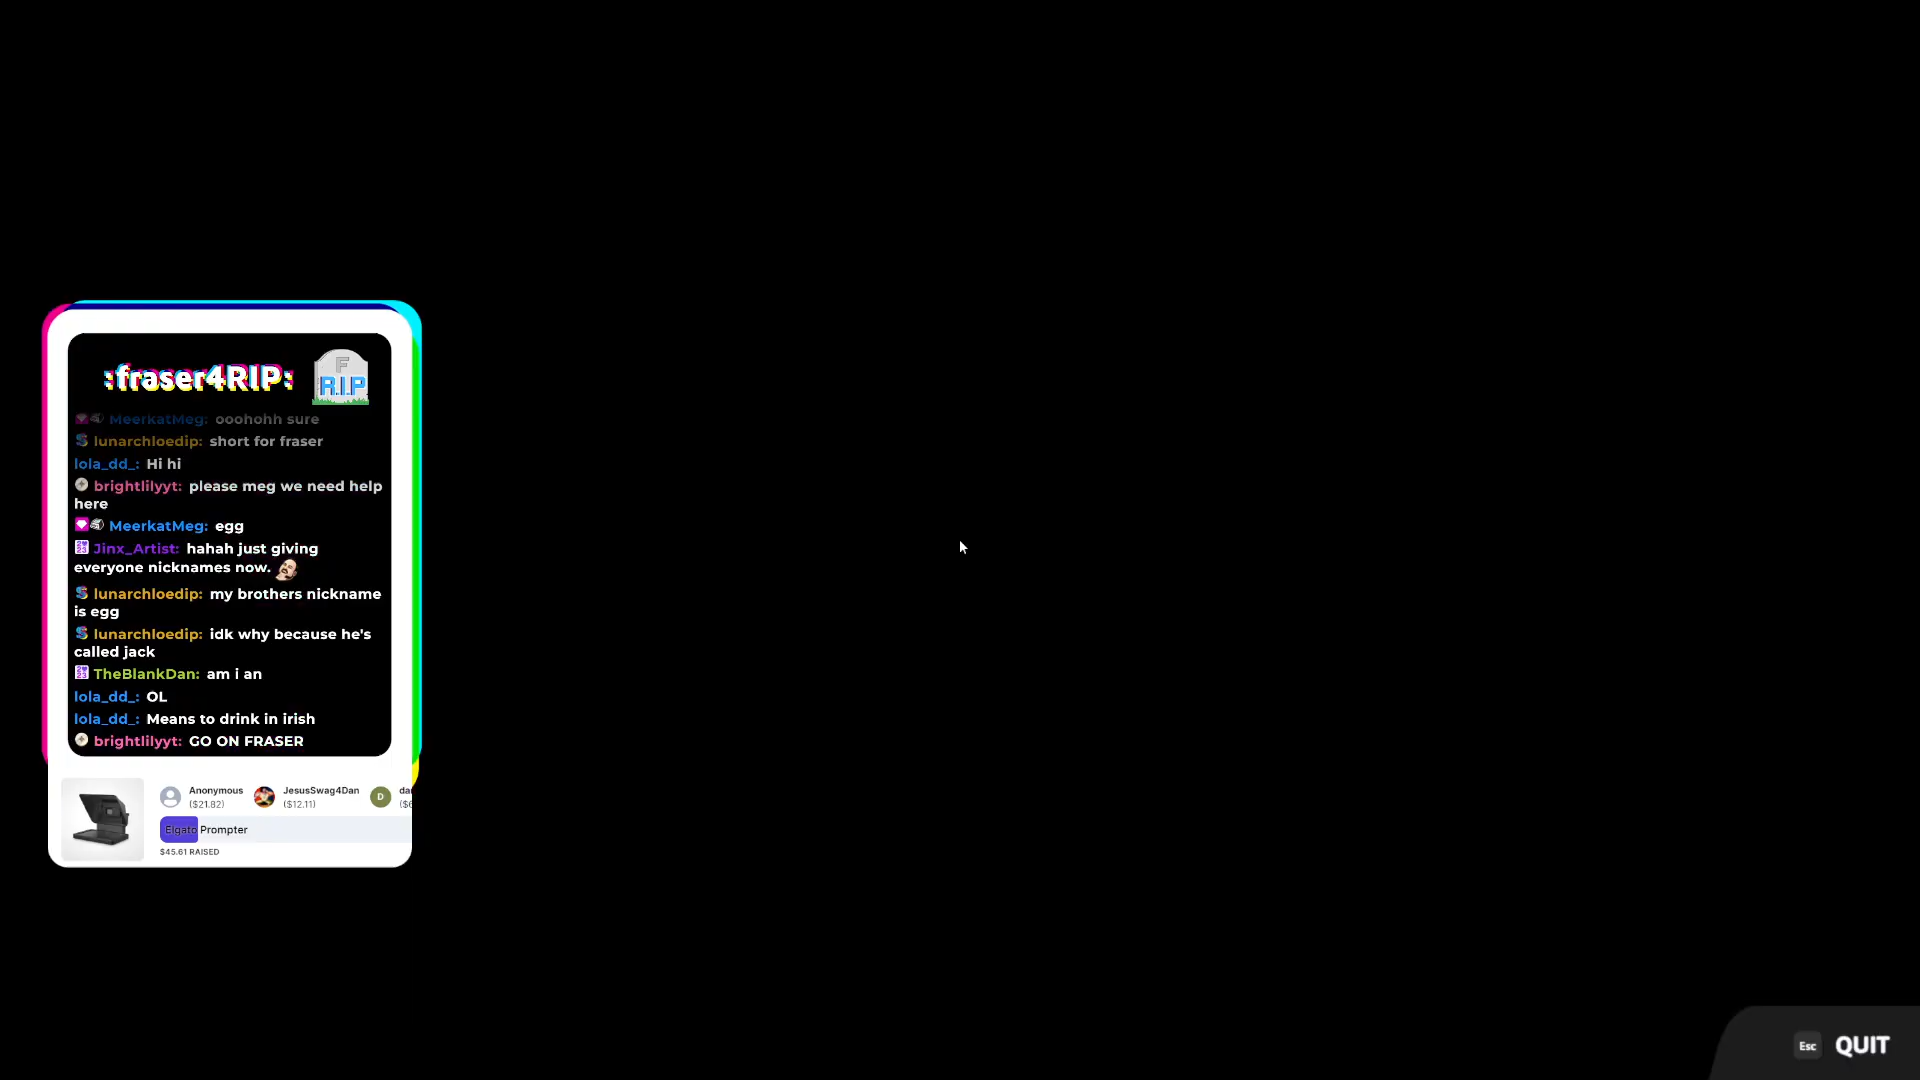 :fraser4RIP:
F
R.I.P
MeerkatMeg: ooohohh sure
lunarchloedip: short for fraser
lola_dd_: Hi hi
brightlilyyt: please meg we need help
here
MeerkatMeg: egg
Jinx_Artist: hahah just giving
everyone nicknames now.
lunarchloedip: my brothers nickname
is egg
lunarchloedip: idk why because he's
called jack
TheBlankDan: am i an
lola_dd_: OL
lola_dd_: Means to drink in irish
brightlilyyt: GO ON FRASER
Anonymous
($21.82)
JesusSwag4Dan
($12.11)
D
Elgato Prompter
$45.61 RAISED
Esc QUIT